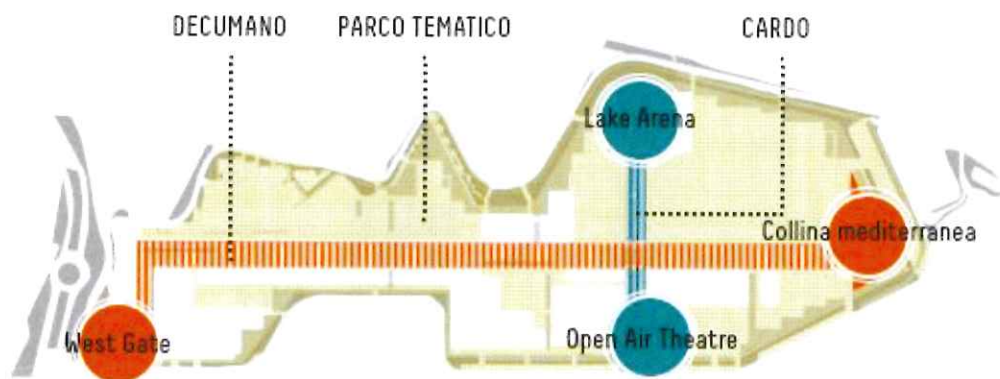 DECUMANO
PARCO TEMATICO
CARDO
Lake Arena
Collina mediterranea
West Gate
Open Air Theatre